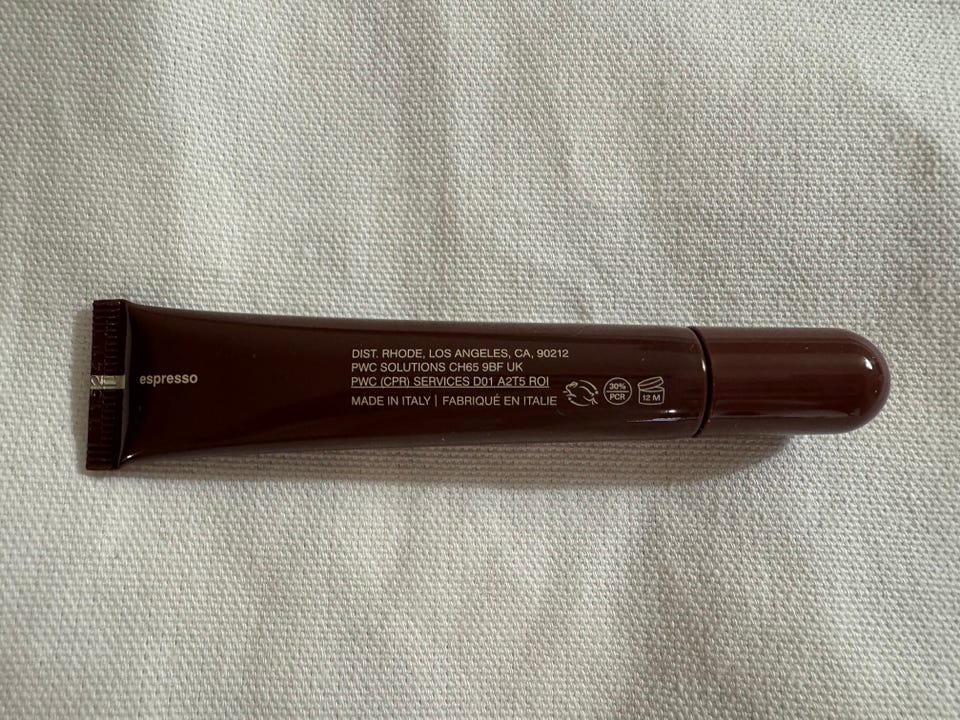 espresso
DIST. RHODE, LOS ANGELES, CA, 90212
PWC SOLUTIONS CH65 9BF UK
PWC (CPR) SERVICES D01 A2T5 ROI
MADE IN ITALY | FABRIQUÉ EN ITALIE
30%
PCR
12 M